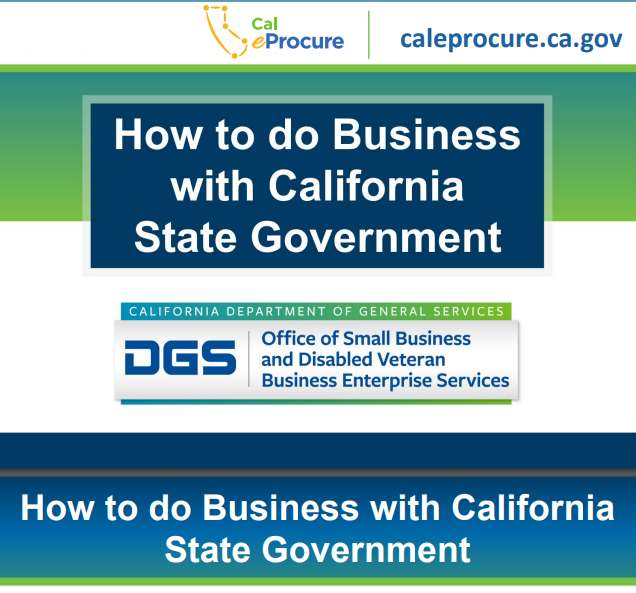 Cal
eProcure
caleprocure.ca.gov
How to do Business
with California
State Government
CALIFORNIA DEPARTMENT OF GENERAL SERVICES
DGS
Office of Small Business
and Disabled Veteran
Business Enterprise Services
How to do Business with California
State Government